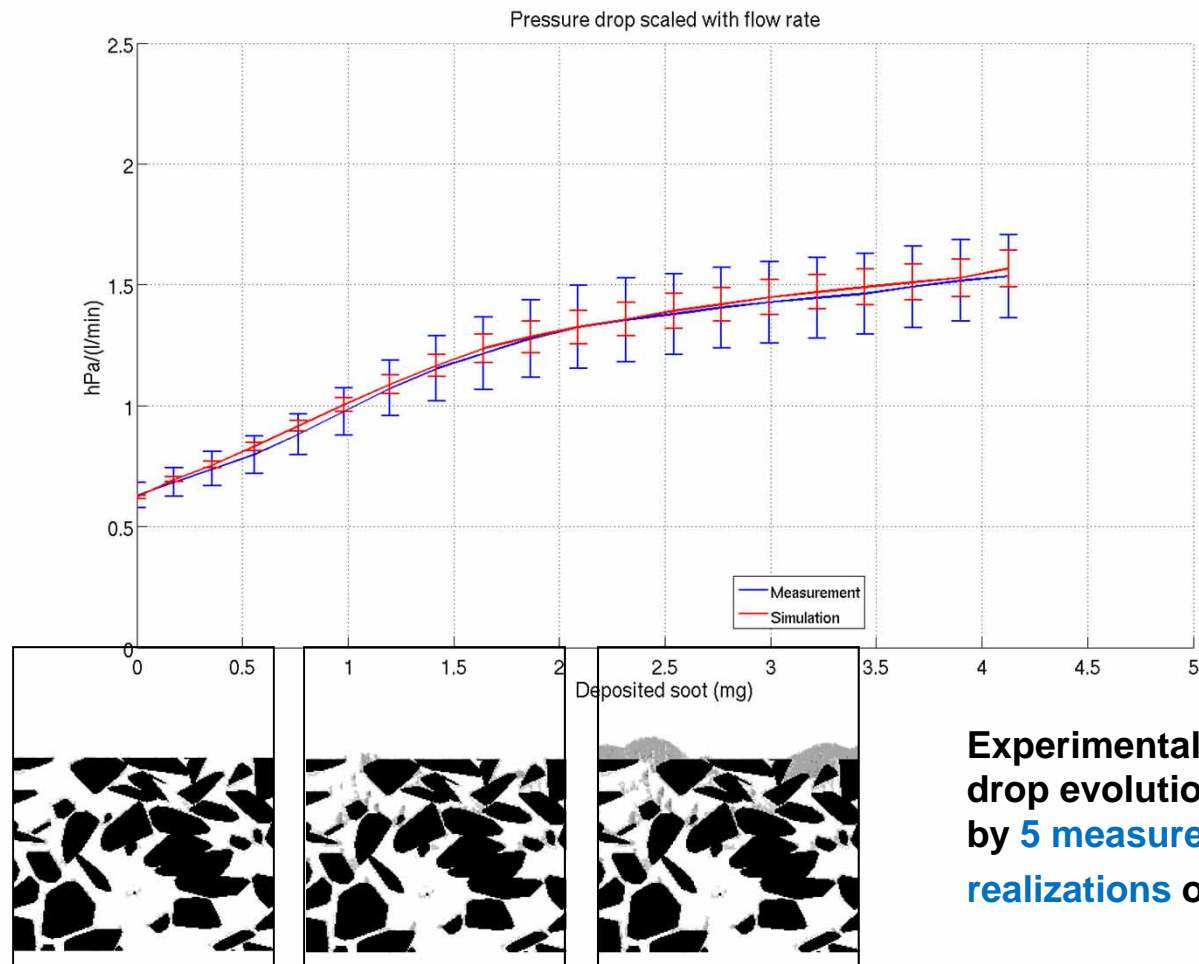 Pressure drop scaled with flow rate
2.5
2
1.5
1
0.5
0
hPa/(l/min)
Measurement
Simulation
0 0.5 1 1.5 2 2.5 3 3.5 4 4.5 5
Deposited soot (mg)
Experimental
drop evolutio
by 5 measure
realizations o